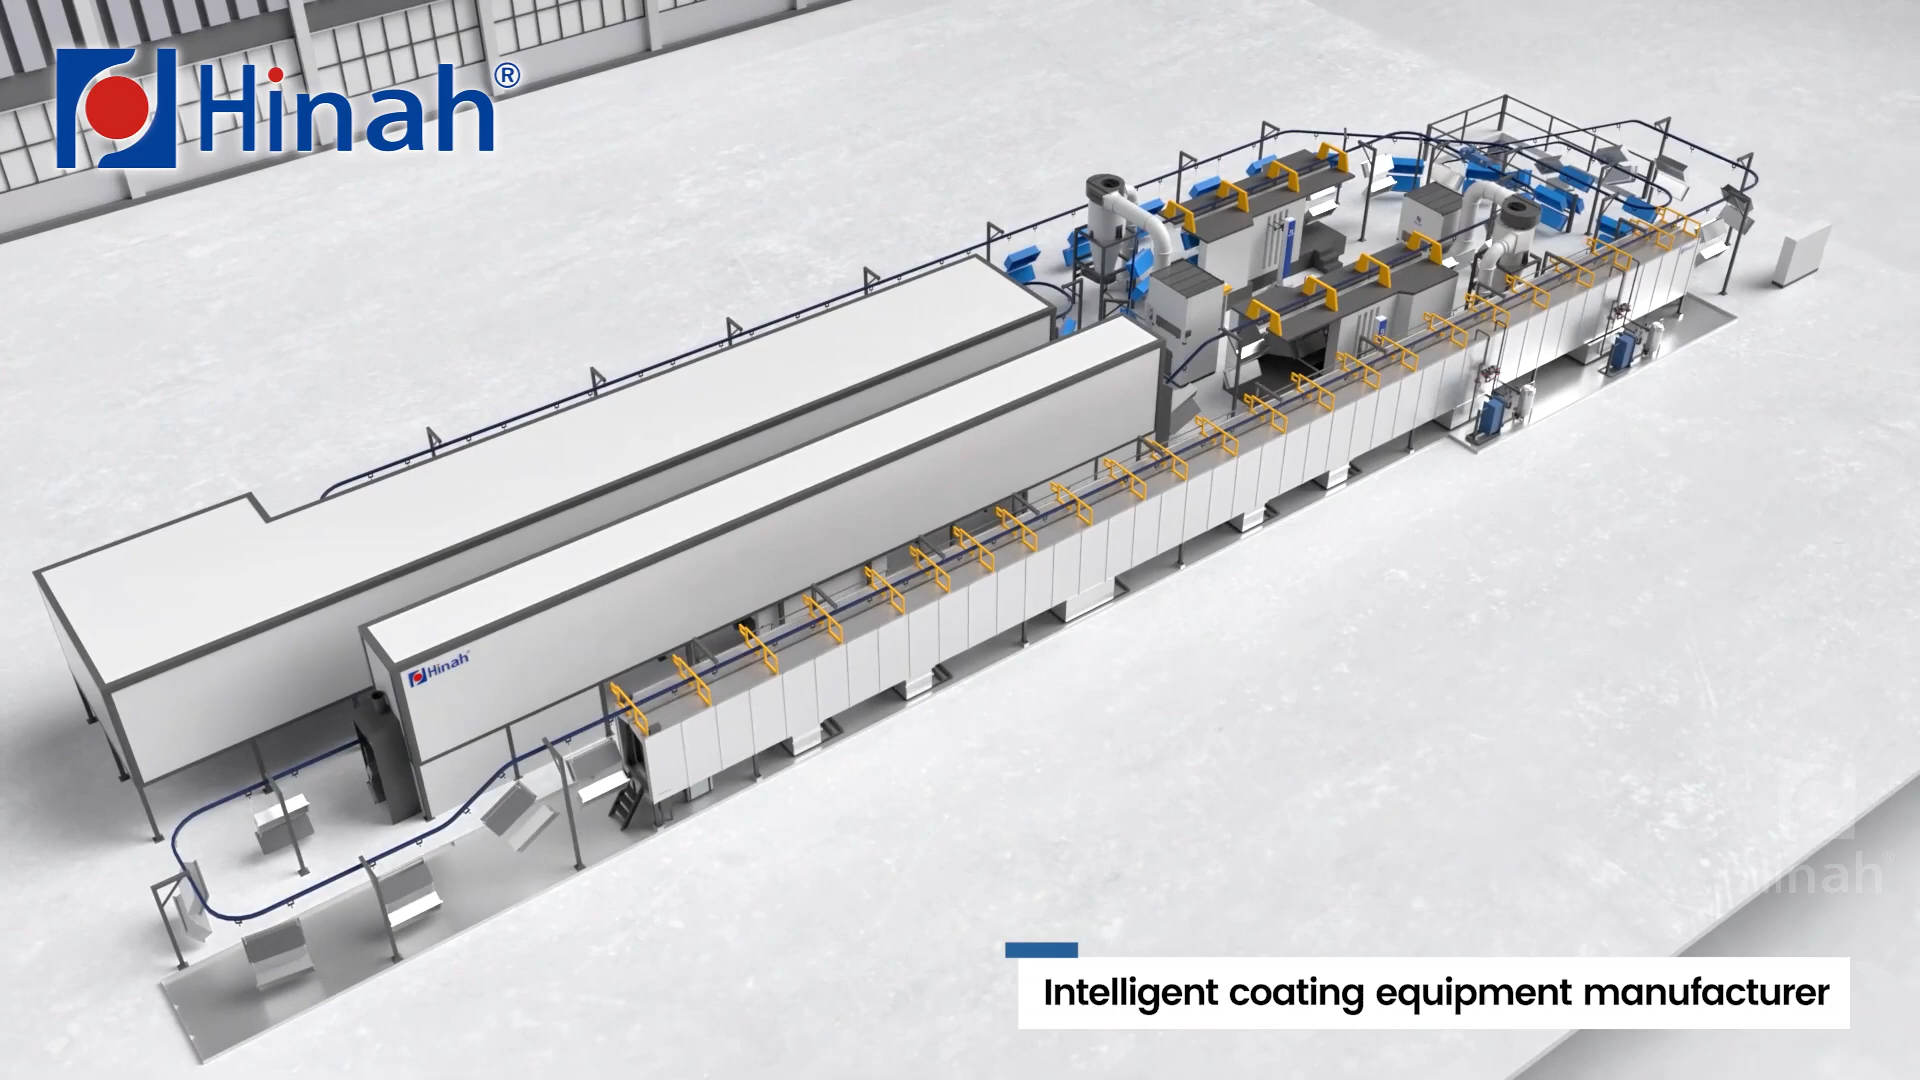 Hinah®
Hinah
Intelligent coating equipment manufacturer
Hinah